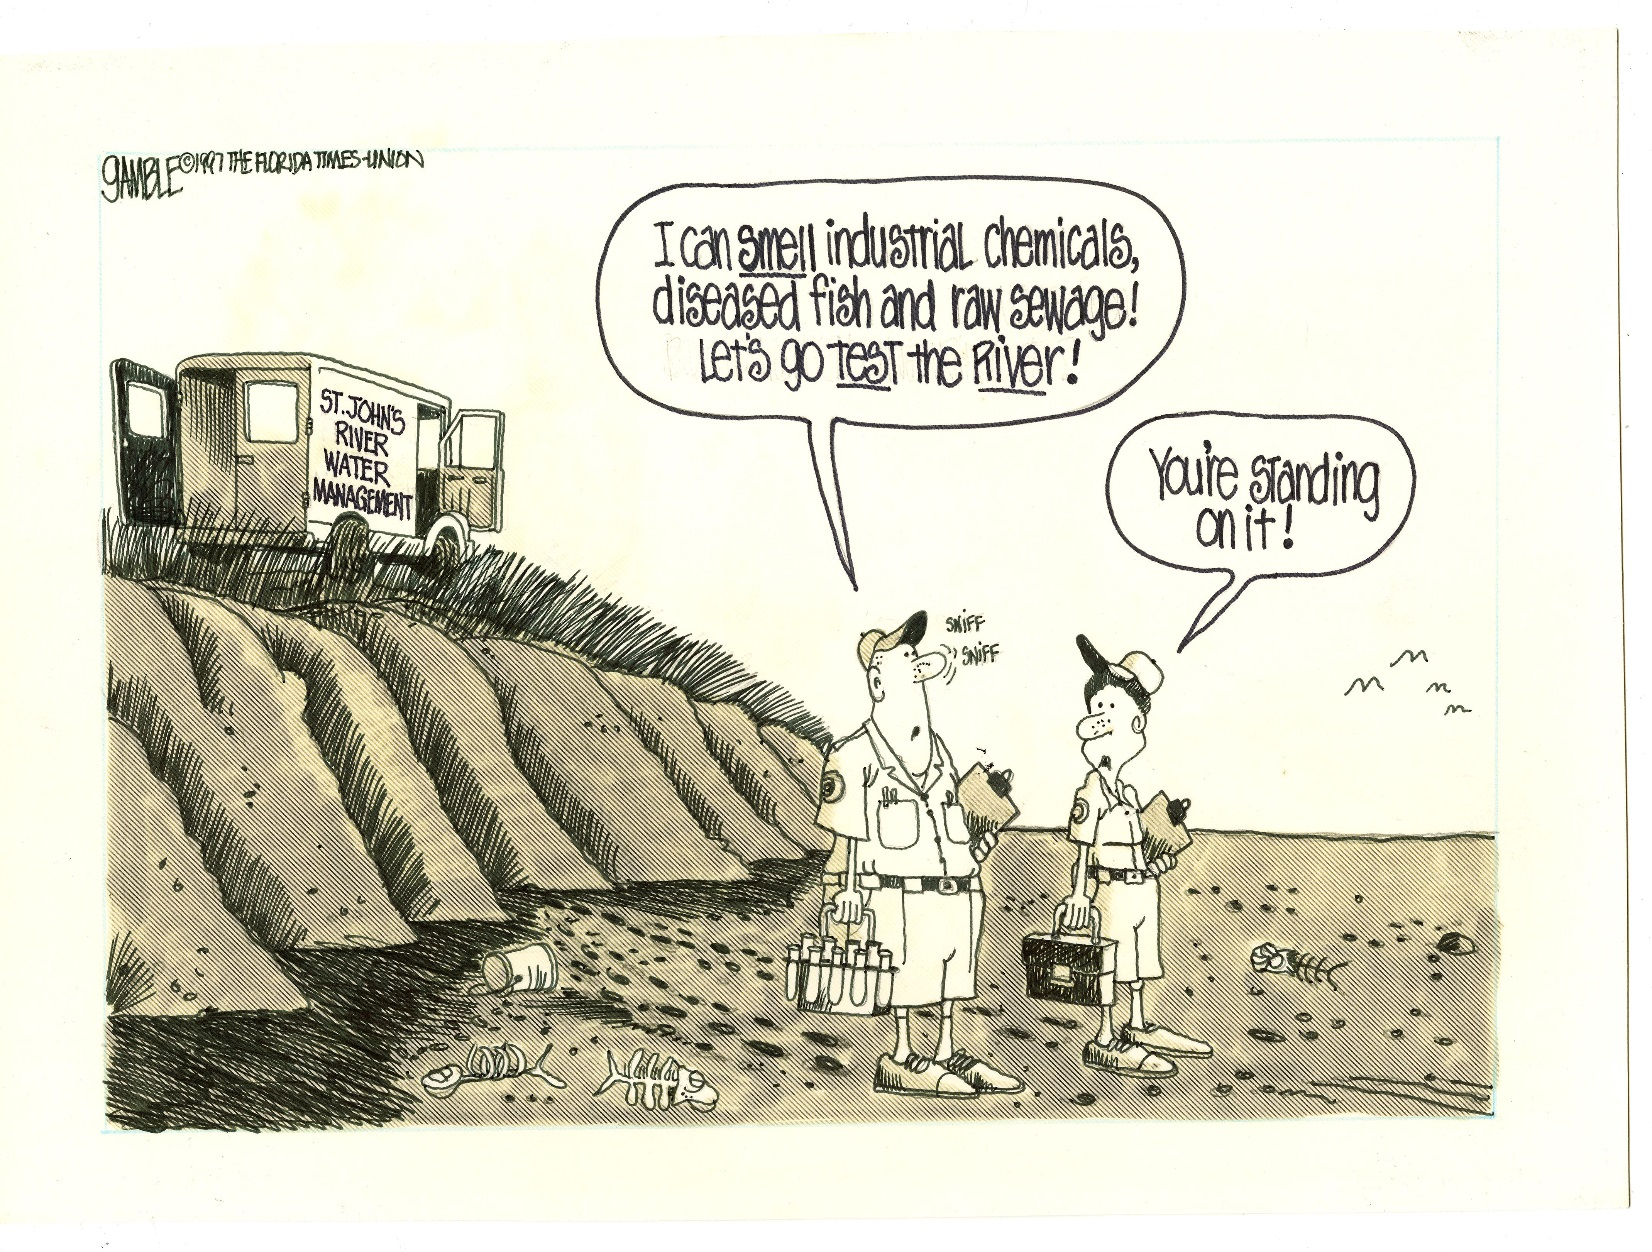 GAMBLE ©1997 THE FLORIDA TIMES-UNION
I can smell industrial chemicals,
diseased fish and raw sewage!
Let's go test the River!
You're standing
on it!
ST. JOHN'S
RIVER
WATER
MANAGEMENT
SNIFF
SNIFF